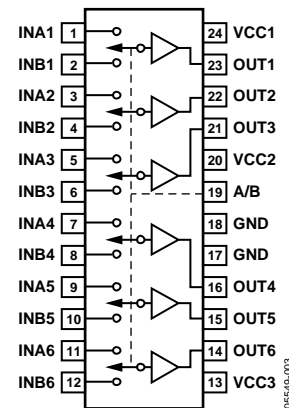 INA1 1 24 VCC1
INB1 2 23 OUT1
INA2 3 22 OUT2
INB2 4 21 OUT3
INA3 5 20 VCC2
INB3 6 19 A/B
INA4 7 18 GND
INB4 8 17 GND
INA5 9 16 OUT4
INB5 10 15 OUT5
INA6 11 14 OUT6
INB6 12 13 VCC3
05549-003